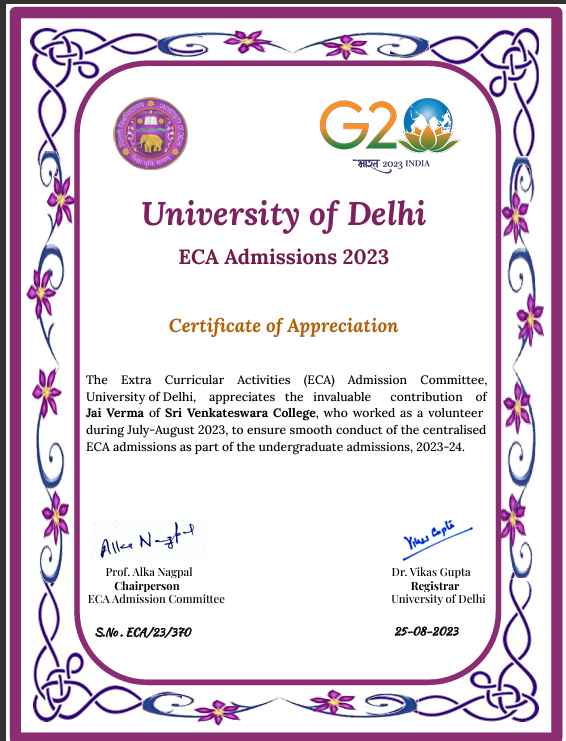 G20
भारत 2023 INDIA
University of Delhi
ECA Admissions 2023
Certificate of Appreciation
The Extra Curricular Activities (ECA) Admission Committee,
University of Delhi, appreciates the invaluable contribution of
Jai Verma of Sri Venkateswara College, who worked as a volunteer
during July-August 2023, to ensure smooth conduct of the centralised
ECA admissions as part of the undergraduate admissions, 2023-24.
Alka Nagpal
Vikas Gupta
Prof. Alka Nagpal
Chairperson
ECA Admission Committee
Dr. Vikas Gupta
Registrar
University of Delhi
S.No. ECA/23/370
25-08-2023